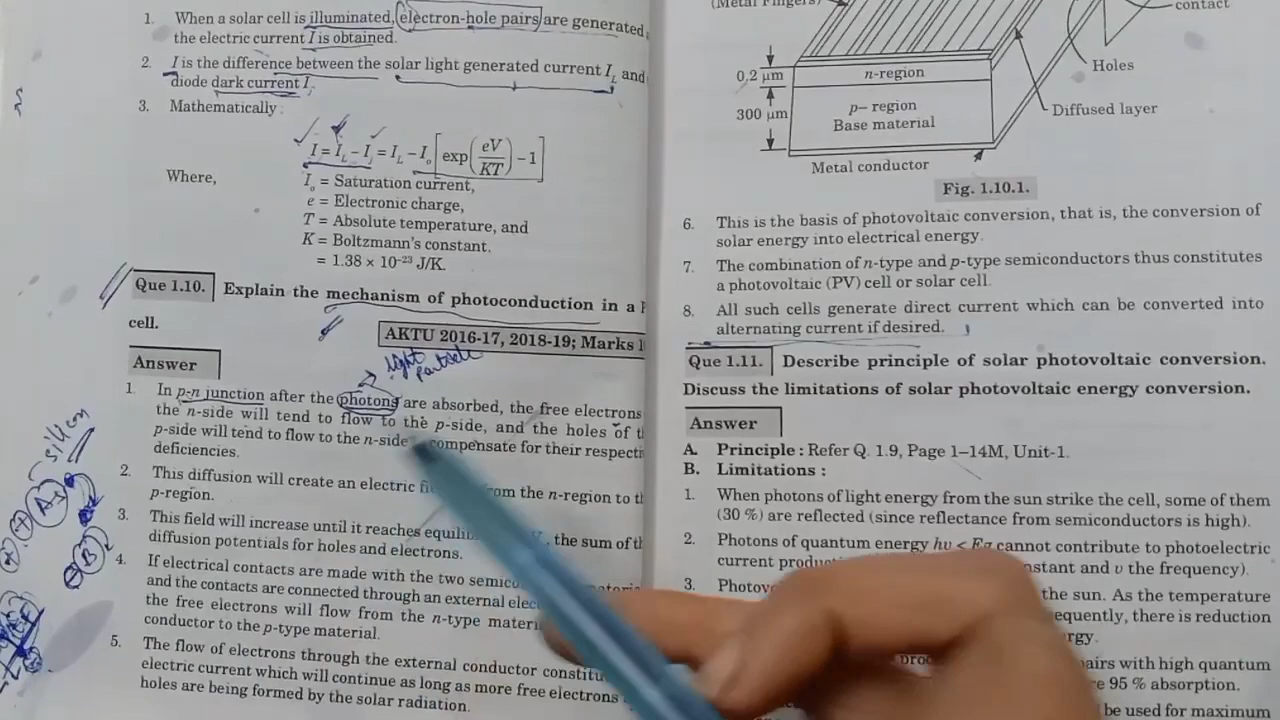 1. When a solar cell is illuminated, electron-hole pairs are generated,
the electric current I is obtained.
2. I is the difference between the solar light generated current I_L and
diode dark current I_j.
3. Mathematically :
I = I_L – I_j = I_L – I_o [exp(eV/KT) – 1]
Where,
I_o = Saturation current,
e = Electronic charge,
T = Absolute temperature, and
K = Boltzmann's constant.
= 1.38 × 10⁻²³ J/K.
Que 1.10. Explain the mechanism of photoconduction in a
cell.
AKTU 2016-17, 2018-19; Marks
light
particle
Answer
1. In p-n junction after the photons are absorbed, the free electrons
the n-side will tend to flow to the p-side, and the holes of
p-side will tend to flow to the n-side compensate for their
deficiencies.
2. This diffusion will create an electric from the n-region to
p-region.
3. This field will increase until it reaches , the sum of
diffusion potentials for holes and electrons.
4. If electrical contacts are made with the two
and the contacts are connected through an external
the free electrons will flow from the n-type
conductor to the p-type material.
5. The flow of electrons through the external conductor
electric current which will continue as long as more free electrons
holes are being formed by the solar radiation.
silicon
As
B
(Metal Fingers)
contact
Holes
0.2 µm
n-region
300 µm
p– region
Base material
Diffused layer
Metal conductor
Fig. 1.10.1.
6. This is the basis of photovoltaic conversion, that is, the conversion of
solar energy into electrical energy.
7. The combination of n-type and p-type semiconductors thus constitutes
a photovoltaic (PV) cell or solar cell.
8. All such cells generate direct current which can be converted into
alternating current if desired.
Que 1.11. Describe principle of solar photovoltaic conversion.
Discuss the limitations of solar photovoltaic energy conversion.
Answer
A. Principle : Refer Q. 1.9, Page 1–14M, Unit-1.
B. Limitations :
1. When photons of light energy from the sun strike the cell, some of them
(30 %) are reflected (since reflectance from semiconductors is high).
2. Photons of quantum energy hυ < Eg cannot contribute to photoelectric
current and υ the frequency).
3. the sun. As the temperature
there is reduction
with high quantum
95 % absorption.
be used for maximum